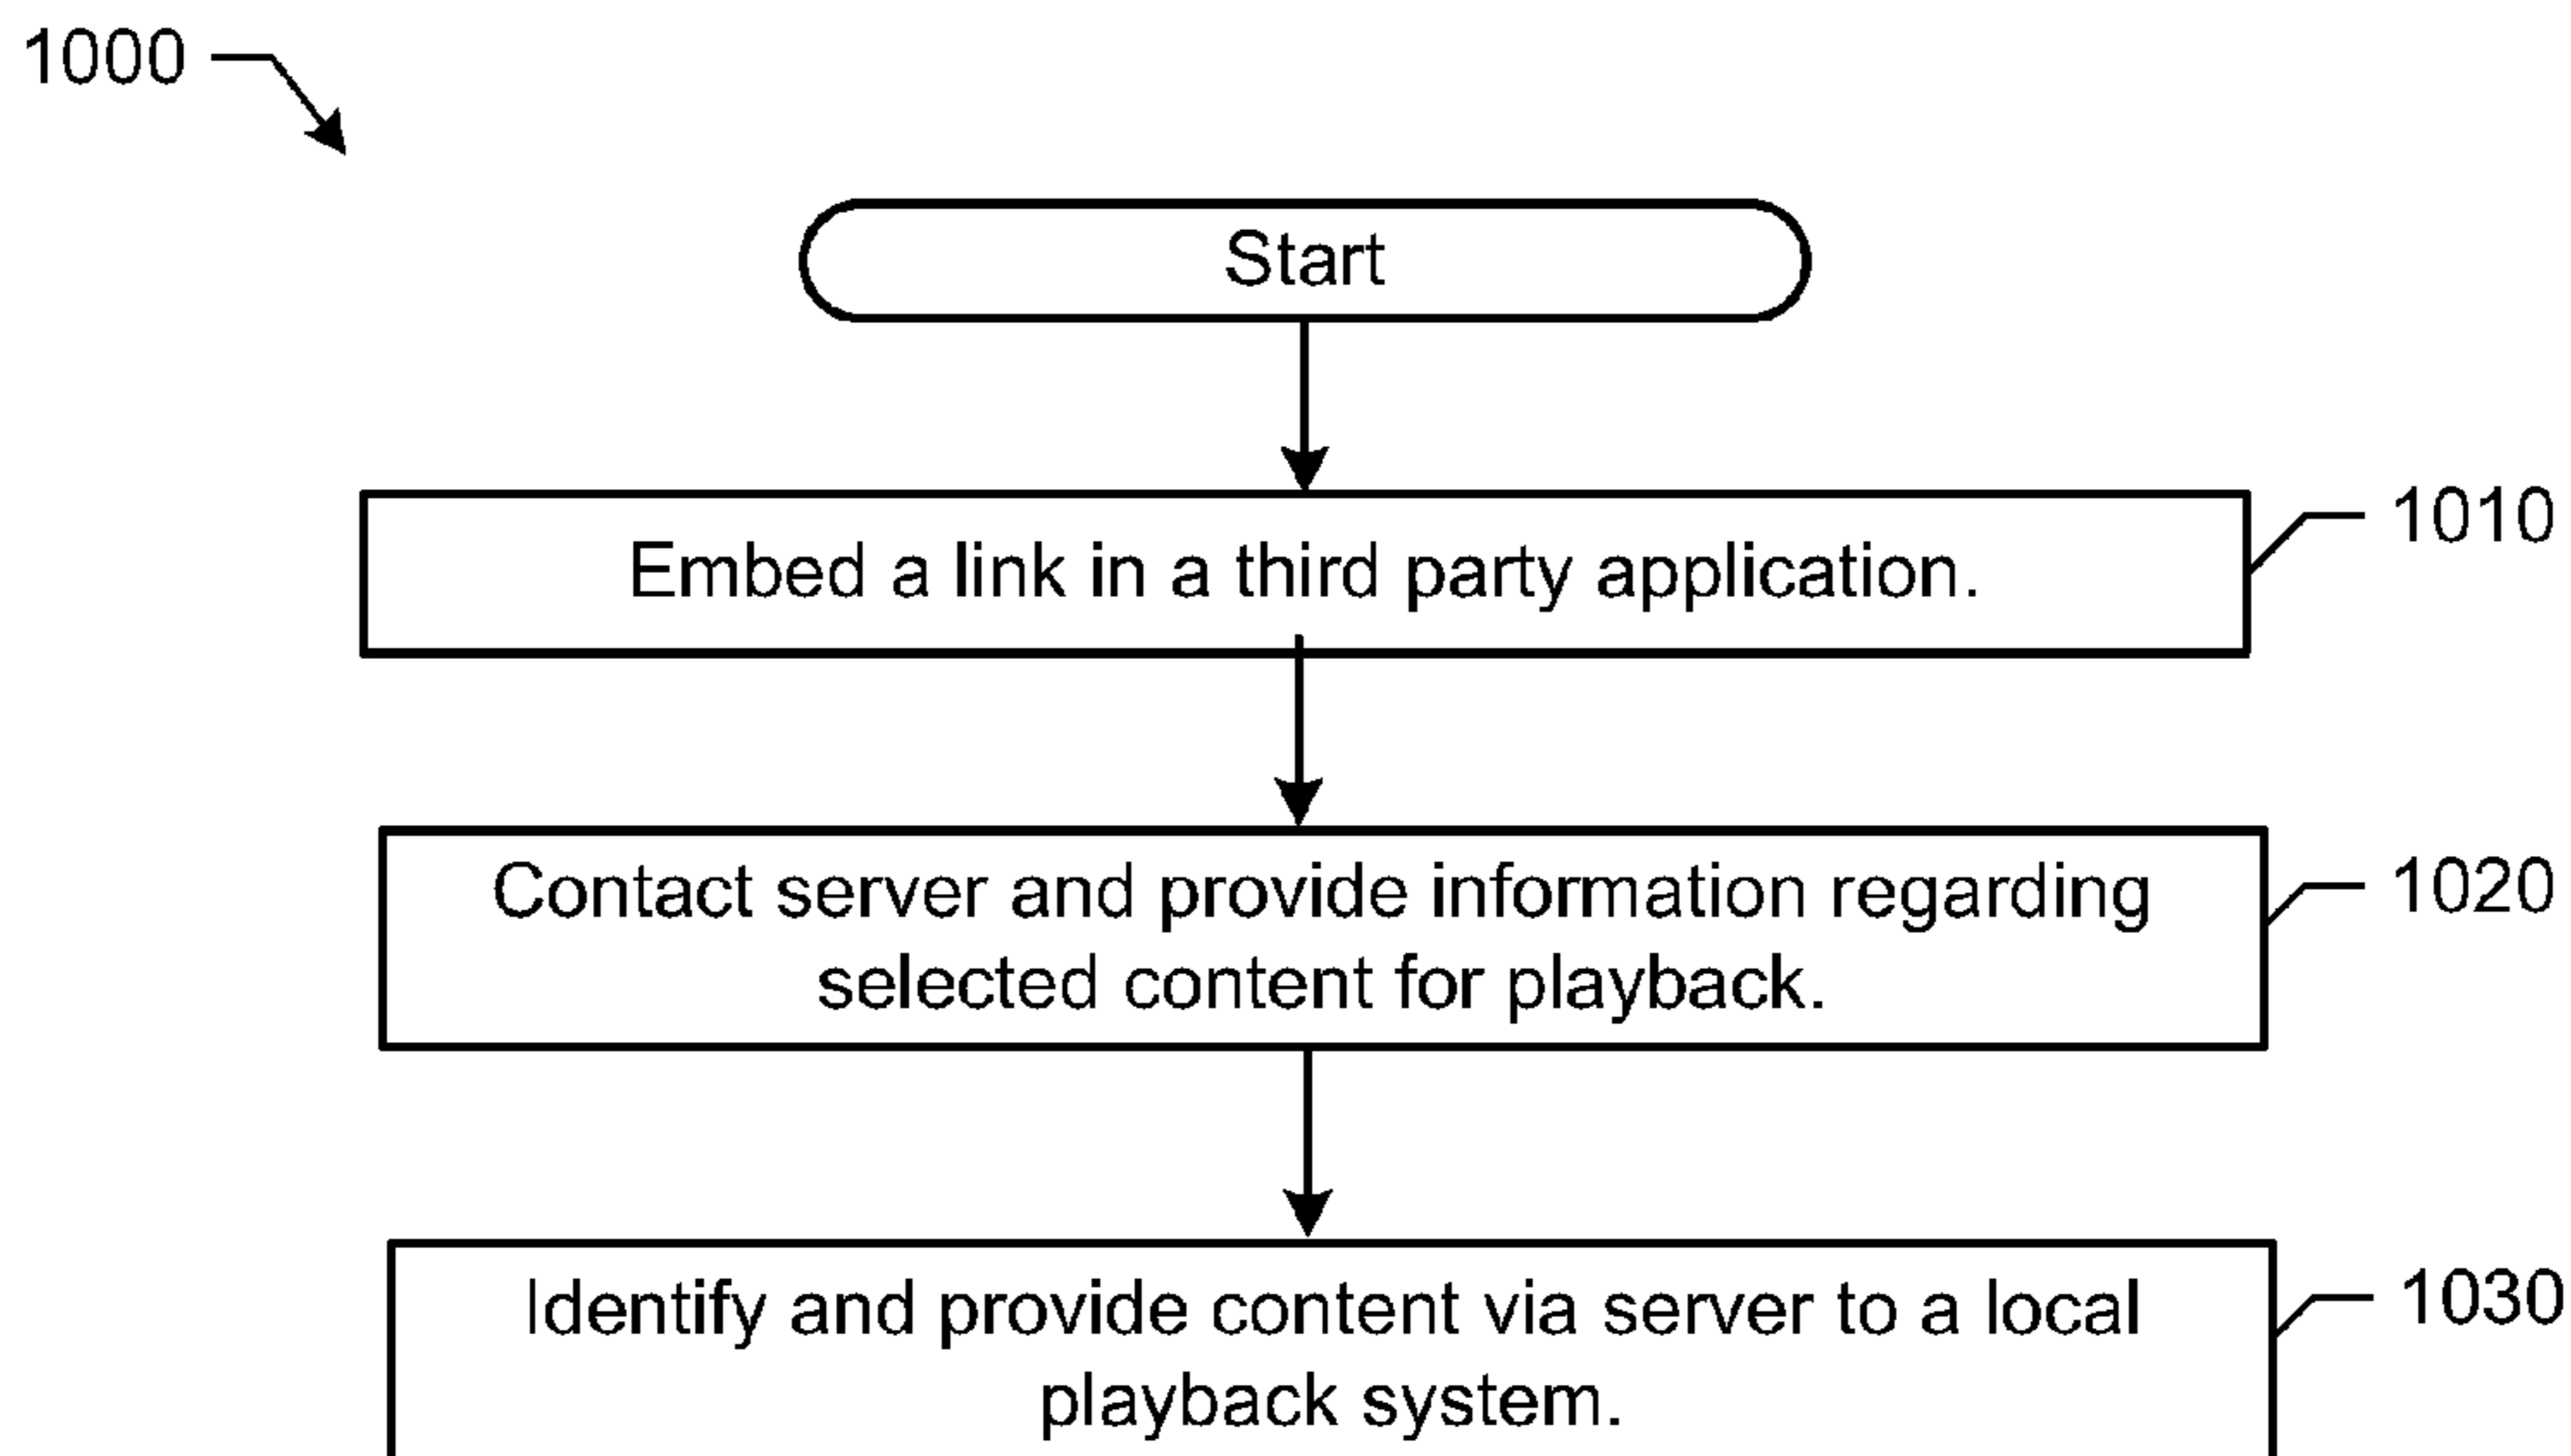 1000
Start
Embed a link in a third party application.
1010
Contact server and provide information regarding
selected content for playback.
1020
Identify and provide content via server to a local
playback system.
1030